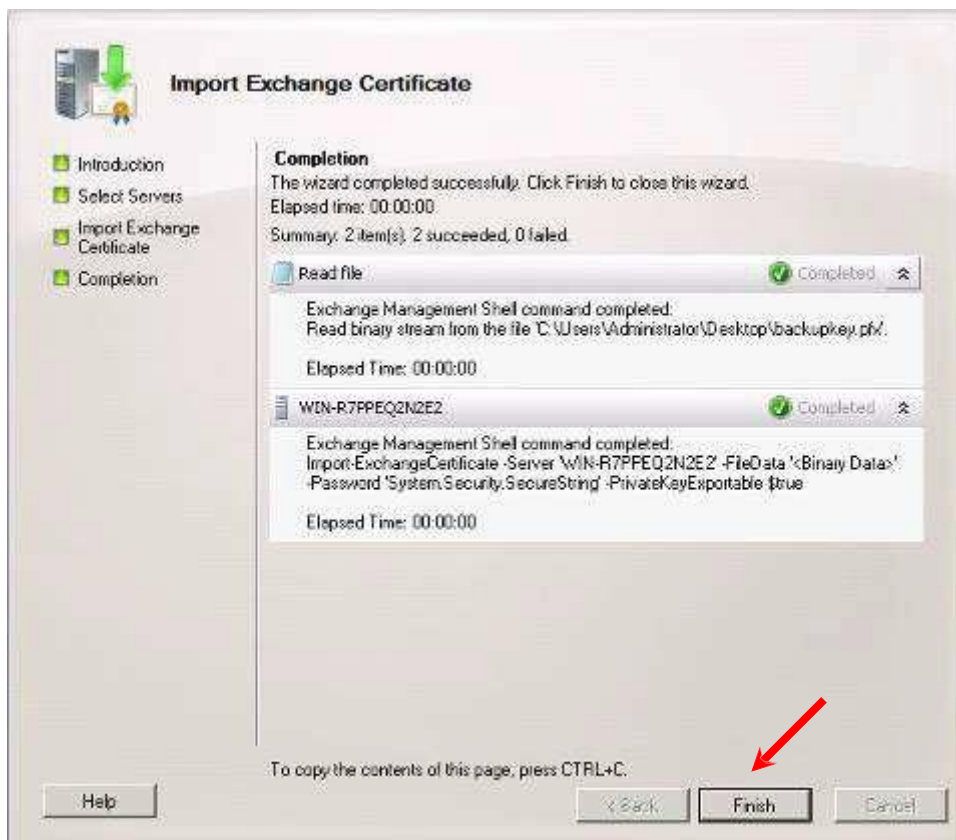 Import Exchange Certificate
Introduction
Select Servers
Import Exchange
Certificate
Completion
Completion
The wizard completed successfully. Click Finish to close this wizard.
Elapsed time: 00:00:00
Summary: 2 item(s). 2 succeeded, 0 failed.
Read file
Completed
Exchange Management Shell command completed:
Read binary stream from the file 'C:\Users\Administrator\Desktop\backupkey.pfx'.
Elapsed Time: 00:00:00
WIN-R7PPEQ2N2E2
Completed
Exchange Management Shell command completed:
Import-ExchangeCertificate -Server 'WIN-R7PPEQ2N2E2' -FileData '<Binary Data>'
-Password 'System.Security.SecureString' -PrivateKeyExportable $true
Elapsed Time: 00:00:00
To copy the contents of this page, press CTRL+C.
Help
< Back
Finish
Cancel